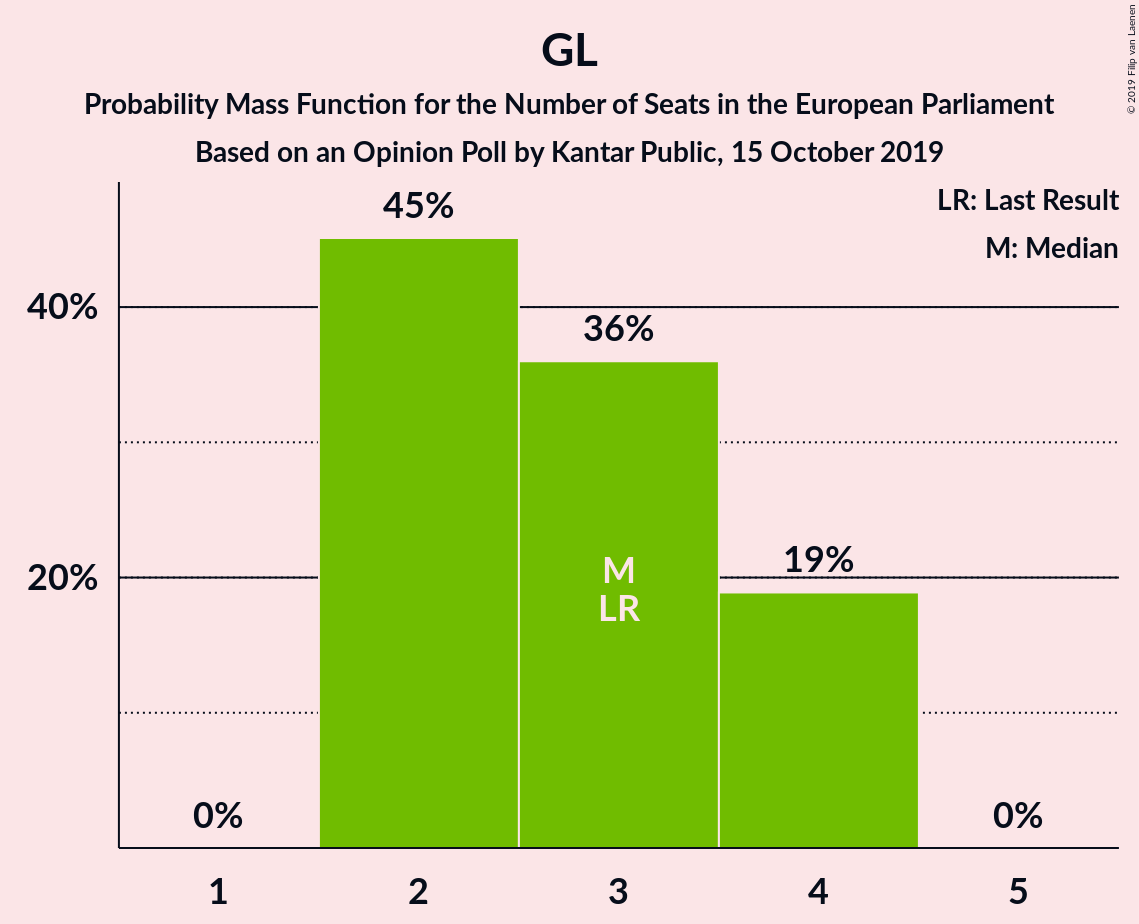 GL
Probability Mass Function for the Number of Seats in the European Parliament
Based on an Opinion Poll by Kantar Public, 15 October 2019
© 2019 Filip van Laenen
LR: Last Result
M: Median
45%
40%
36%
19%
20%
M
LR
0%
0%
1 2 3 4 5